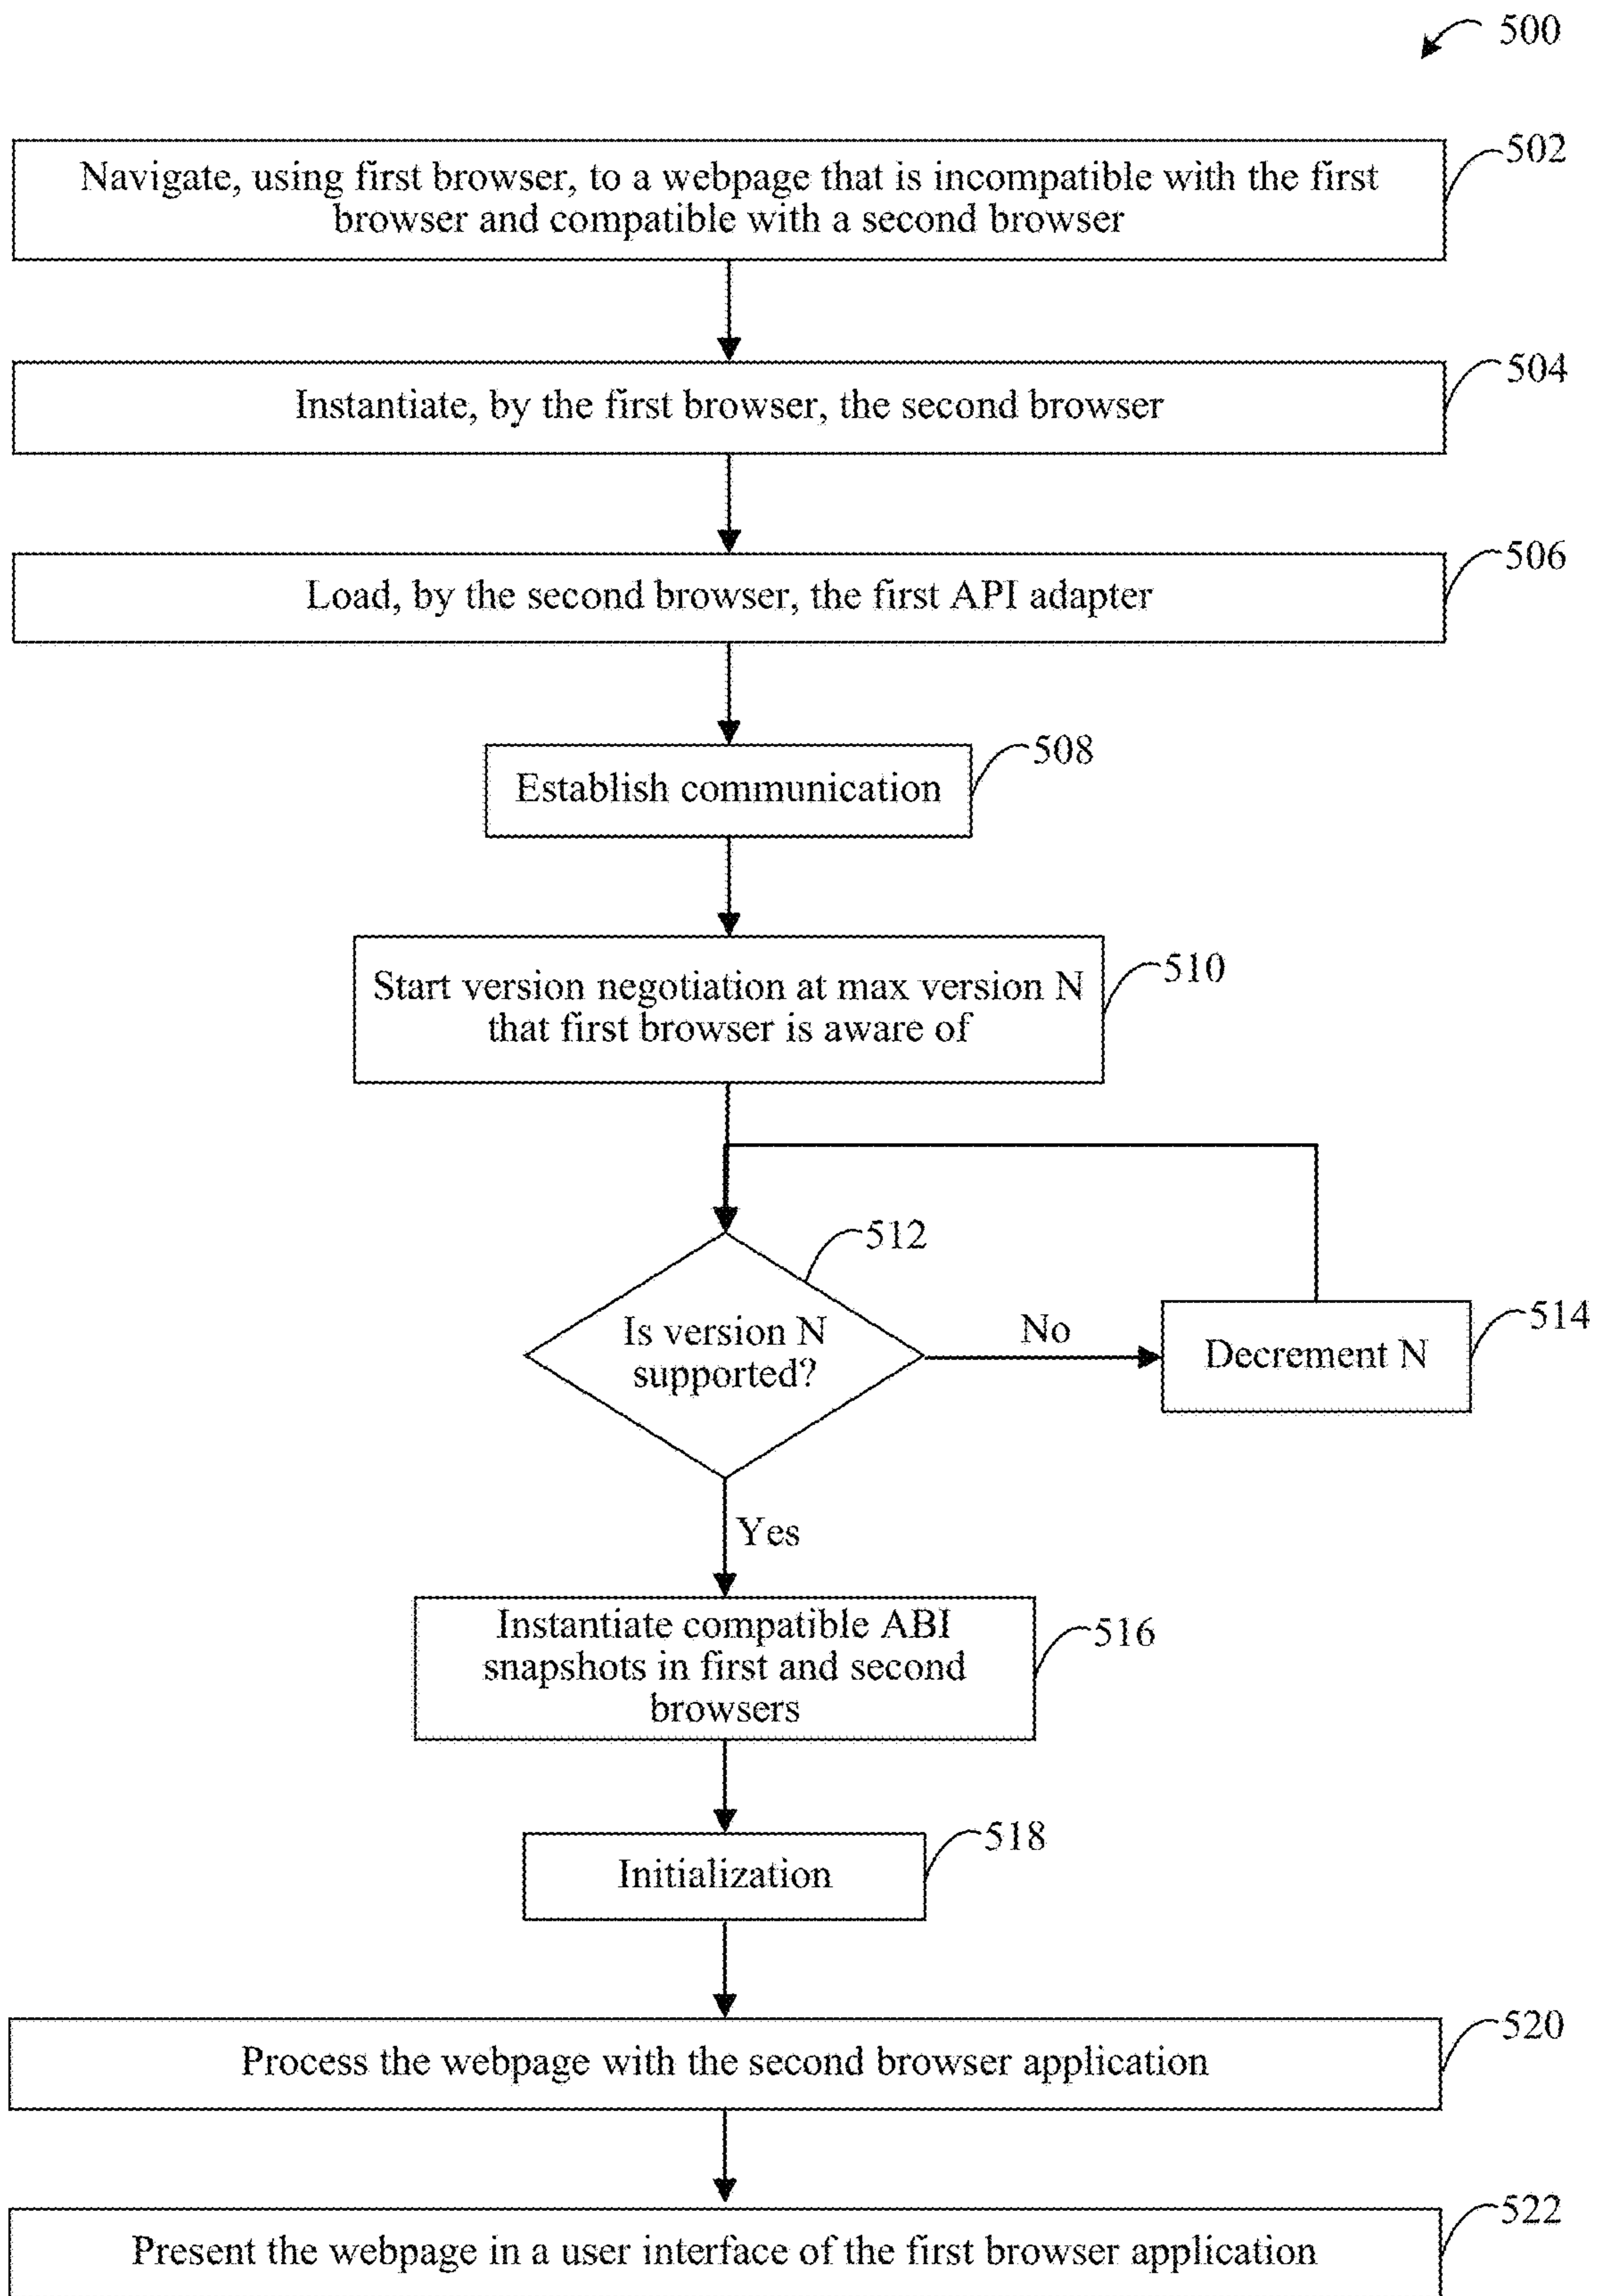 500
502
Navigate, using first browser, to a webpage that is incompatible with the first
browser and compatible with a second browser
504
Instantiate, by the first browser, the second browser
506
Load, by the second browser, the first API adapter
508
Establish communication
510
Start version negotiation at max version N
that first browser is aware of
512
Is version N
supported?
No
514
Decrement N
Yes
516
Instantiate compatible ABI
snapshots in first and second
browsers
518
Initialization
520
Process the webpage with the second browser application
522
Present the webpage in a user interface of the first browser application